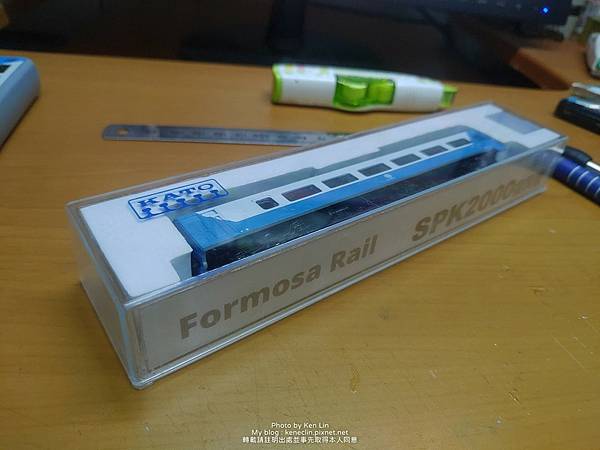 KATO
Formosa Rail SPK2000
Photo by Ken Lin
My blog : keneclin.pixnet.net
轉載請註明出處並事先取得本人同意